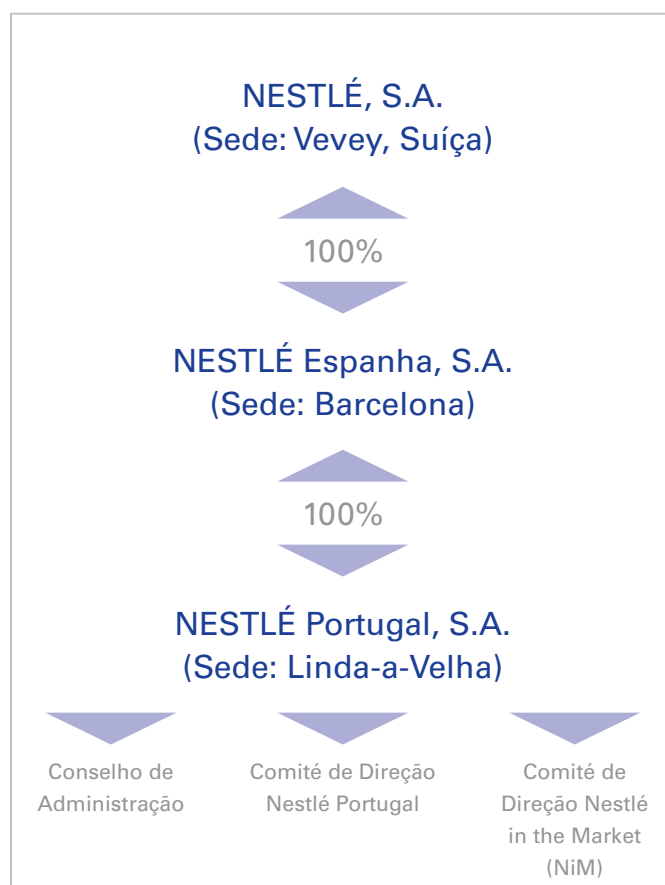 NESTLÉ, S.A.
(Sede: Vevey, Suíça)
100%
NESTLÉ Espanha, S.A.
(Sede: Barcelona)
100%
NESTLÉ Portugal, S.A.
(Sede: Linda-a-Velha)
Conselho de
Administração
Comité de Direção
Nestlé Portugal
Comité de
Direção Nestlé
in the Market
(NiM)